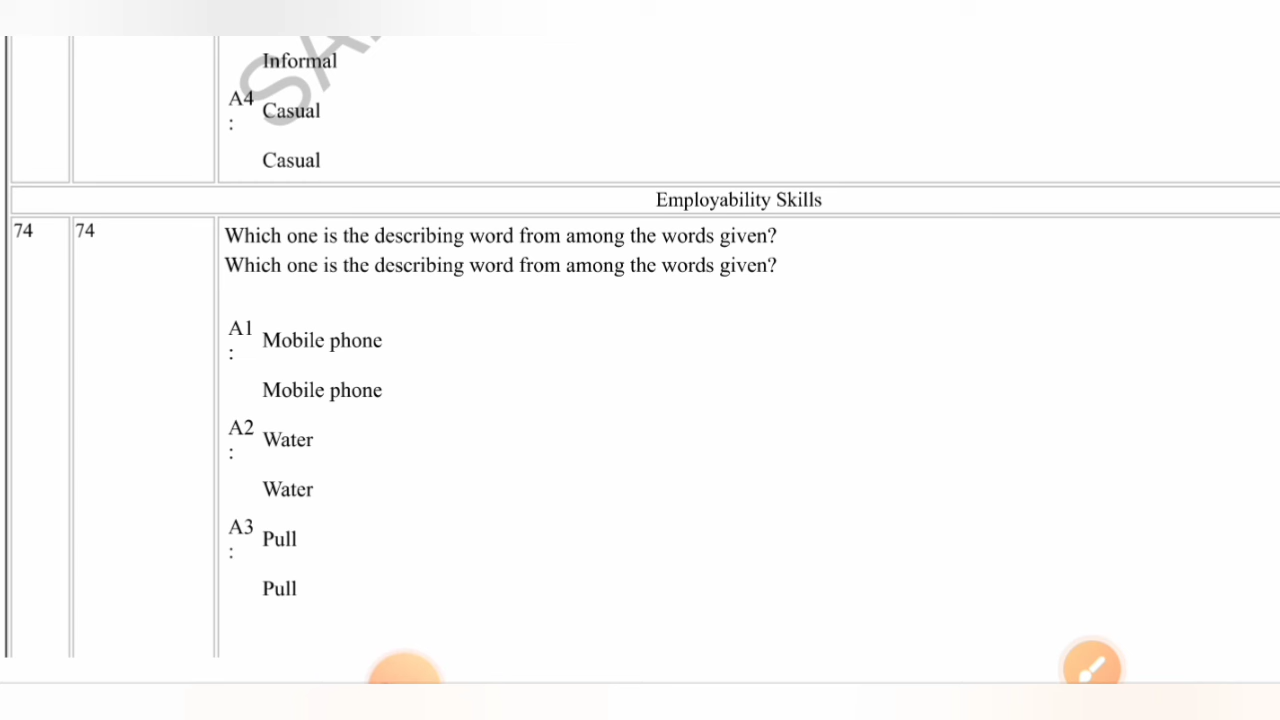 Informal
A4
:
Casual
Casual
Employability Skills
74 74 Which one is the describing word from among the words given?
Which one is the describing word from among the words given?
A1
:
Mobile phone
Mobile phone
A2
:
Water
Water
A3
:
Pull
Pull